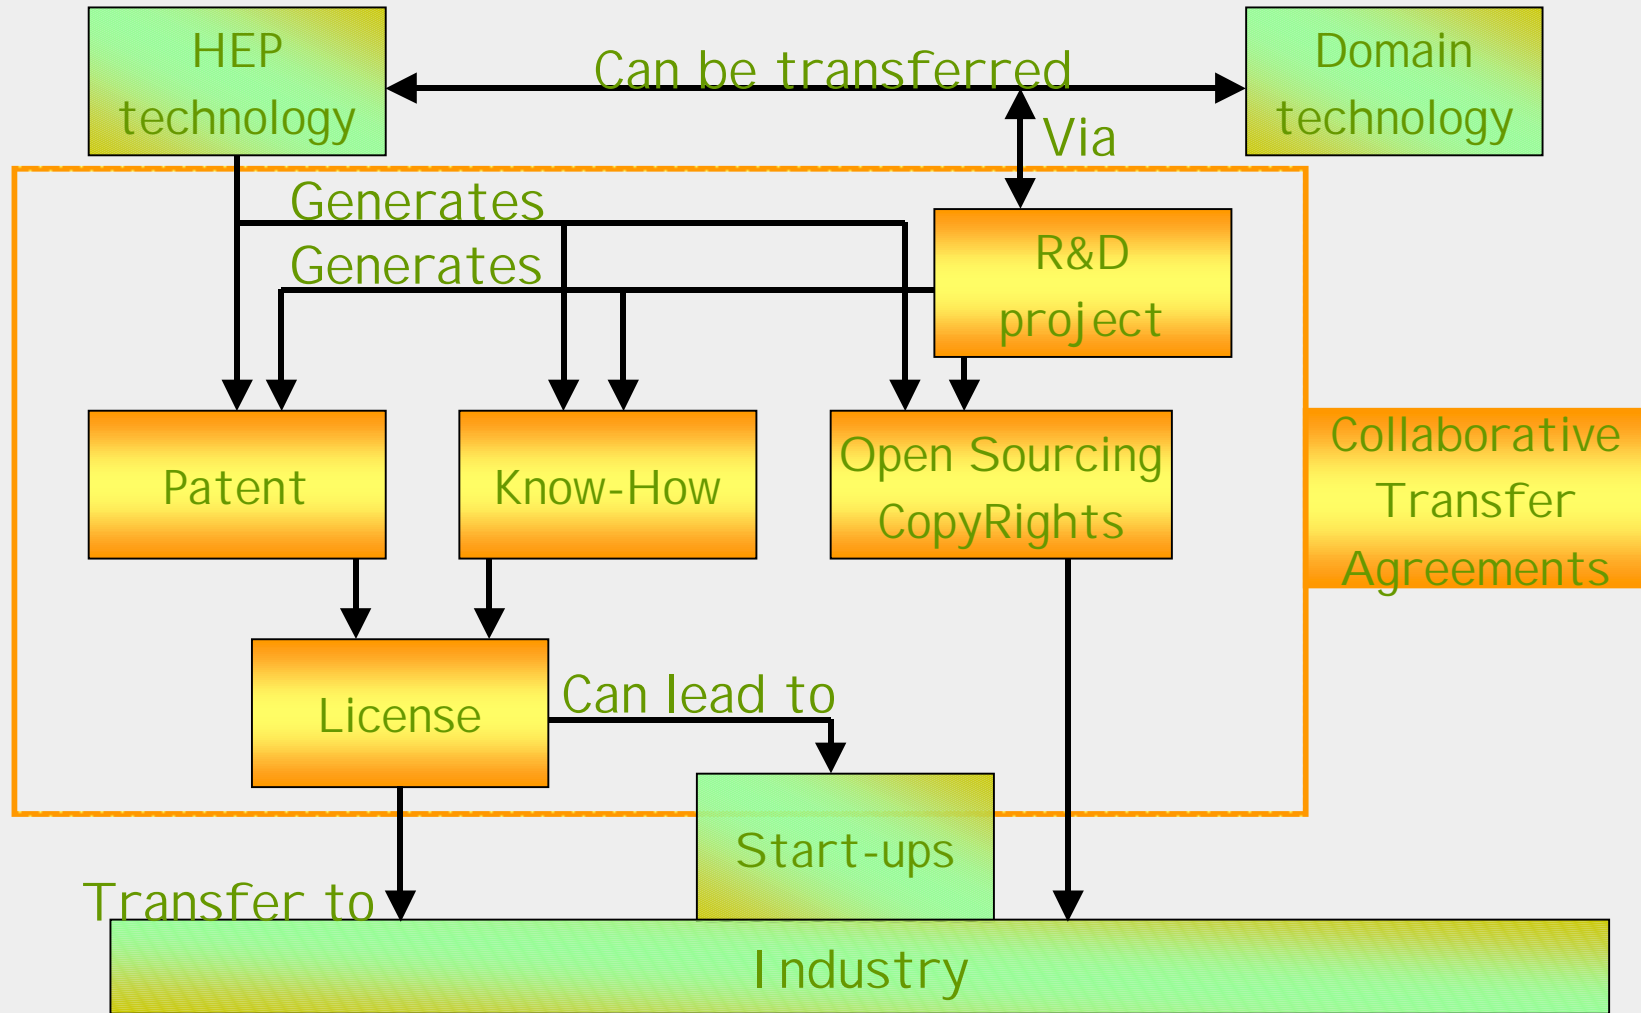 HEP
technology
Can be transferred
Domain
technology
Via
Generates
Generates
R&D
project
Patent
Know-How
Open Sourcing
CopyRights
Collaborative
Transfer
Agreements
License
Can lead to
Start-ups
Transfer to
Industry